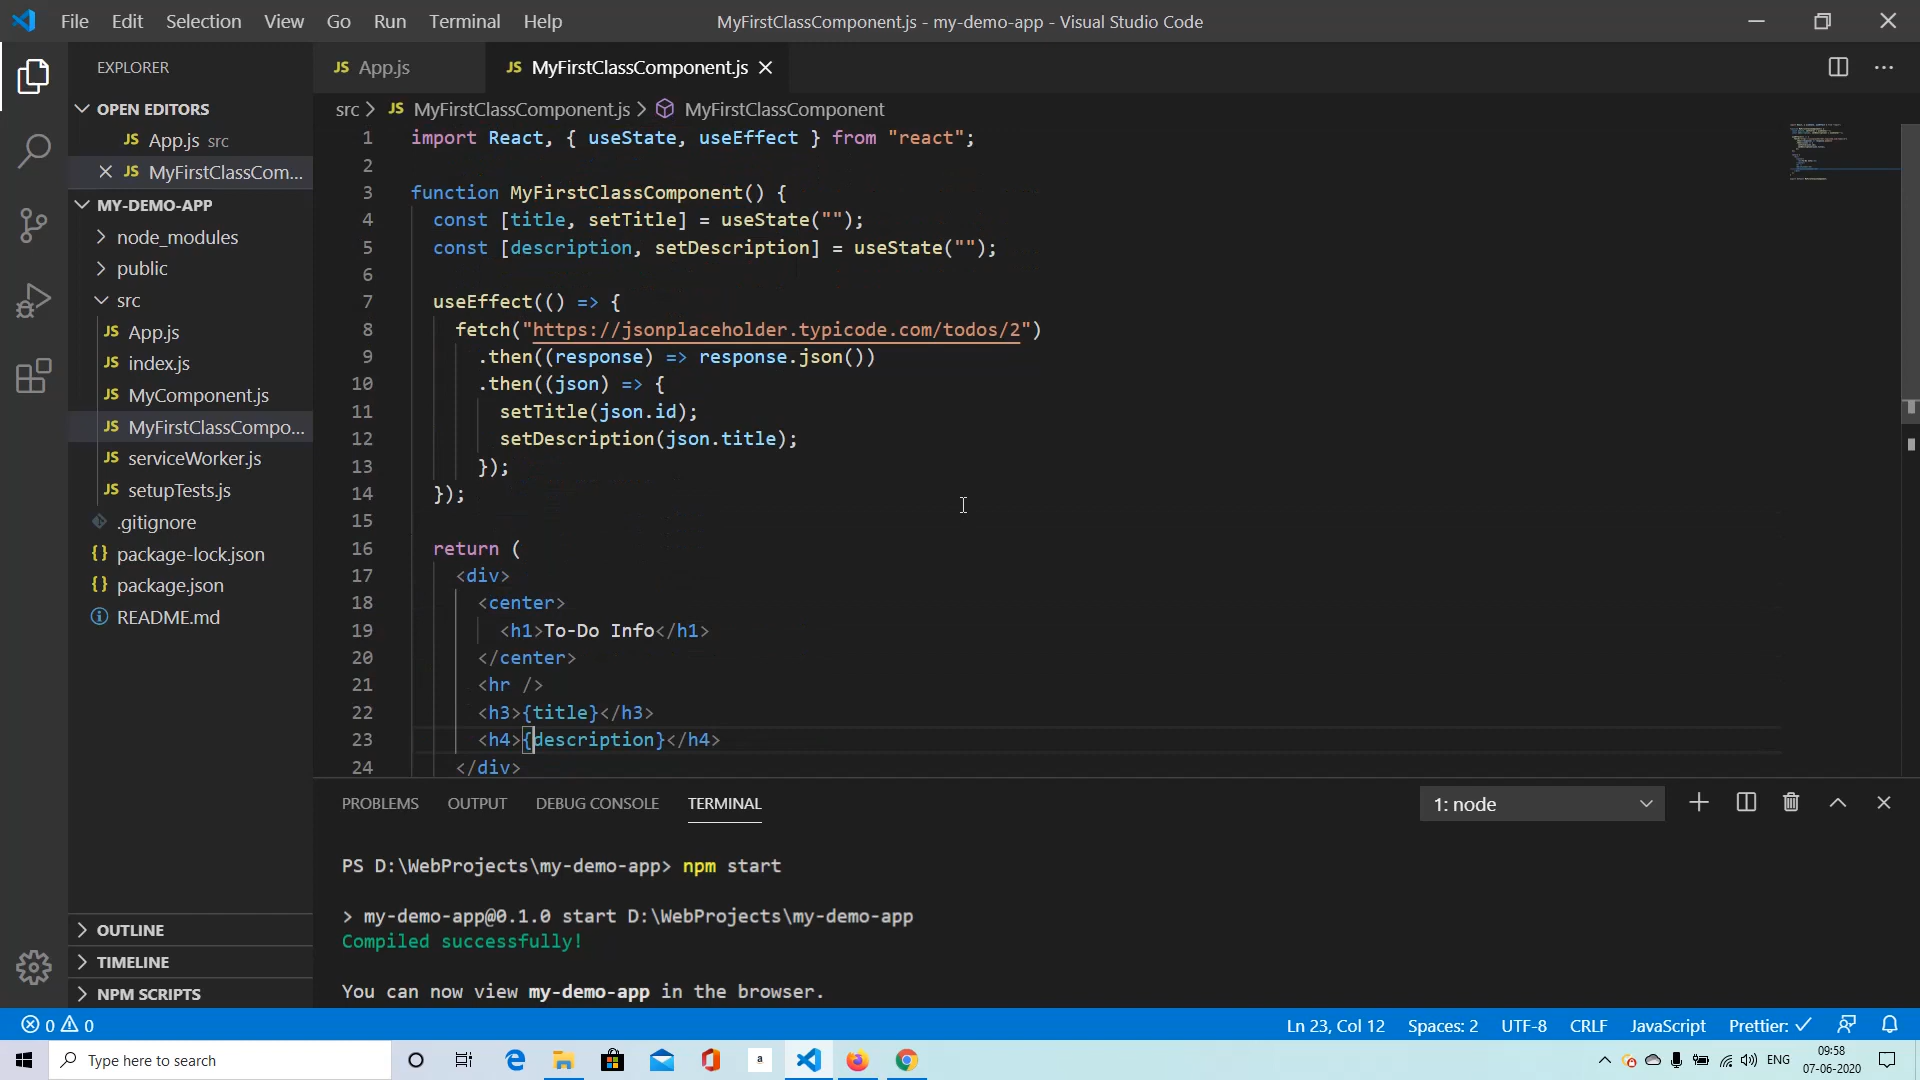 File Edit Selection View Go Run Terminal Help
MyFirstClassComponent.js - my-demo-app - Visual Studio Code
EXPLORER
OPEN EDITORS
JS App.js src
JS MyFirstClassCom...
MY-DEMO-APP
node_modules
public
src
JS App.js
JS index.js
JS MyComponent.js
JS MyFirstClassCompo...
JS serviceWorker.js
JS setupTests.js
.gitignore
{} package-lock.json
{} package.json
README.md
OUTLINE
TIMELINE
NPM SCRIPTS
JS App.js
JS MyFirstClassComponent.js
src > JS MyFirstClassComponent.js > MyFirstClassComponent
1 import React, { useState, useEffect } from "react";
2
3 function MyFirstClassComponent() {
4 const [title, setTitle] = useState("");
5 const [description, setDescription] = useState("");
6
7 useEffect(() => {
8 fetch("https://jsonplaceholder.typicode.com/todos/2")
9 .then((response) => response.json())
10 .then((json) => {
11 setTitle(json.id);
12 setDescription(json.title);
13 });
14 });
15
16 return (
17 <div>
18 <center>
19 <h1>To-Do Info</h1>
20 </center>
21 <hr />
22 <h3>{title}</h3>
23 <h4>{description}</h4>
24 </div>
PROBLEMS OUTPUT DEBUG CONSOLE TERMINAL
1: node
PS D:\WebProjects\my-demo-app> npm start
> my-demo-app@0.1.0 start D:\WebProjects\my-demo-app
Compiled successfully!
You can now view my-demo-app in the browser.
0 0
Ln 23, Col 12 Spaces: 2 UTF-8 CRLF JavaScript Prettier: ✓
Type here to search
a
ENG
09:58
07-06-2020